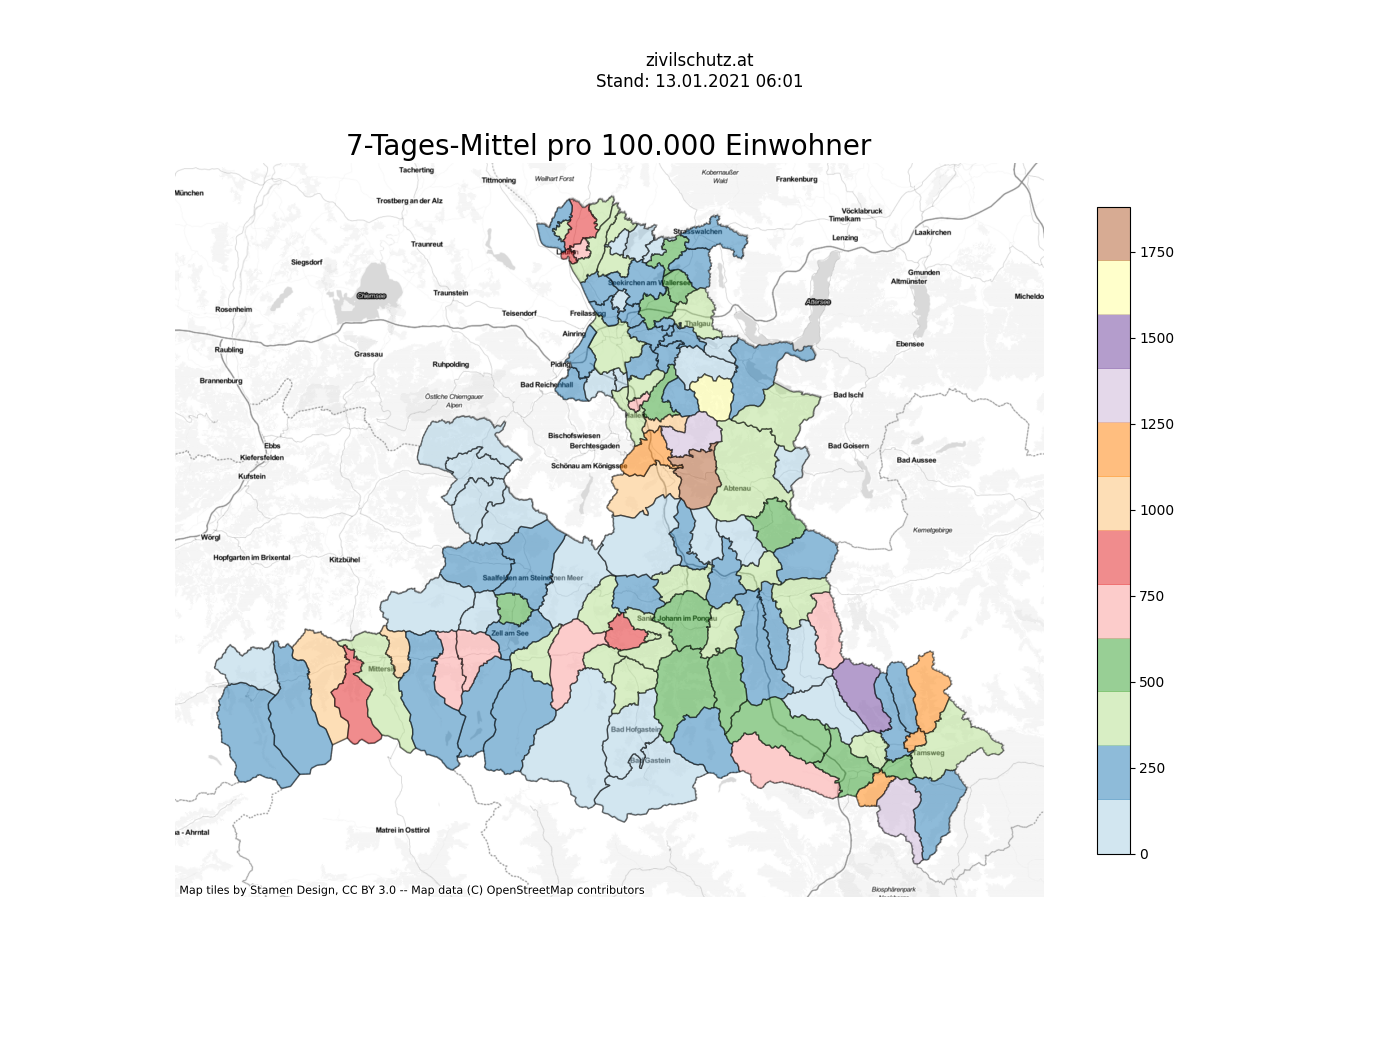 zivilschutz.at
Stand: 13.01.2021 06:01
7-Tages-Mittel pro 100.000 Einwohner
Tacherting
Tittmoning
Weilhart Forst
Kobernaußer
Wald
Frankenburg
München
Trostberg an der Alz
Vöcklabruck
Timelkam
Laakirchen
Strasswalchen
Lenzing
Traunreut
Siegsdorf
Gmunden
Altmünster
Seekirchen am Wallersee
Chiemsee
Traunstein
Micheldo
Attersee
Rosenheim
Teisendorf
Freilassing
Thalgau
Ainring
Ebensee
Raubling
Grassau
Ruhpolding
Piding
Brannenburg
Bad Reichenhall
Östliche Chiemgauer
Alpen
Bad Ischl
Hallein
Bischofswiesen
Berchtesgaden
Bad Goisern
Ebbs
Kiefersfelden
Schönau am Königssee
Bad Aussee
Kufstein
Abtenau
Kemetgebirge
Wörgl
Hopfgarten im Brixental
Kitzbühel
Saalfelden am Steinernen Meer
Sankt Johann im Pongau
Zell am See
Mittersill
Bad Hofgastein
Bad Gastein
Tamsweg
a - Ahrntal
Matrei in Osttirol
Biosphärenpark
Map tiles by Stamen Design, CC BY 3.0 -- Map data (C) OpenStreetMap contributors
1750
1500
1250
1000
750
500
250
0